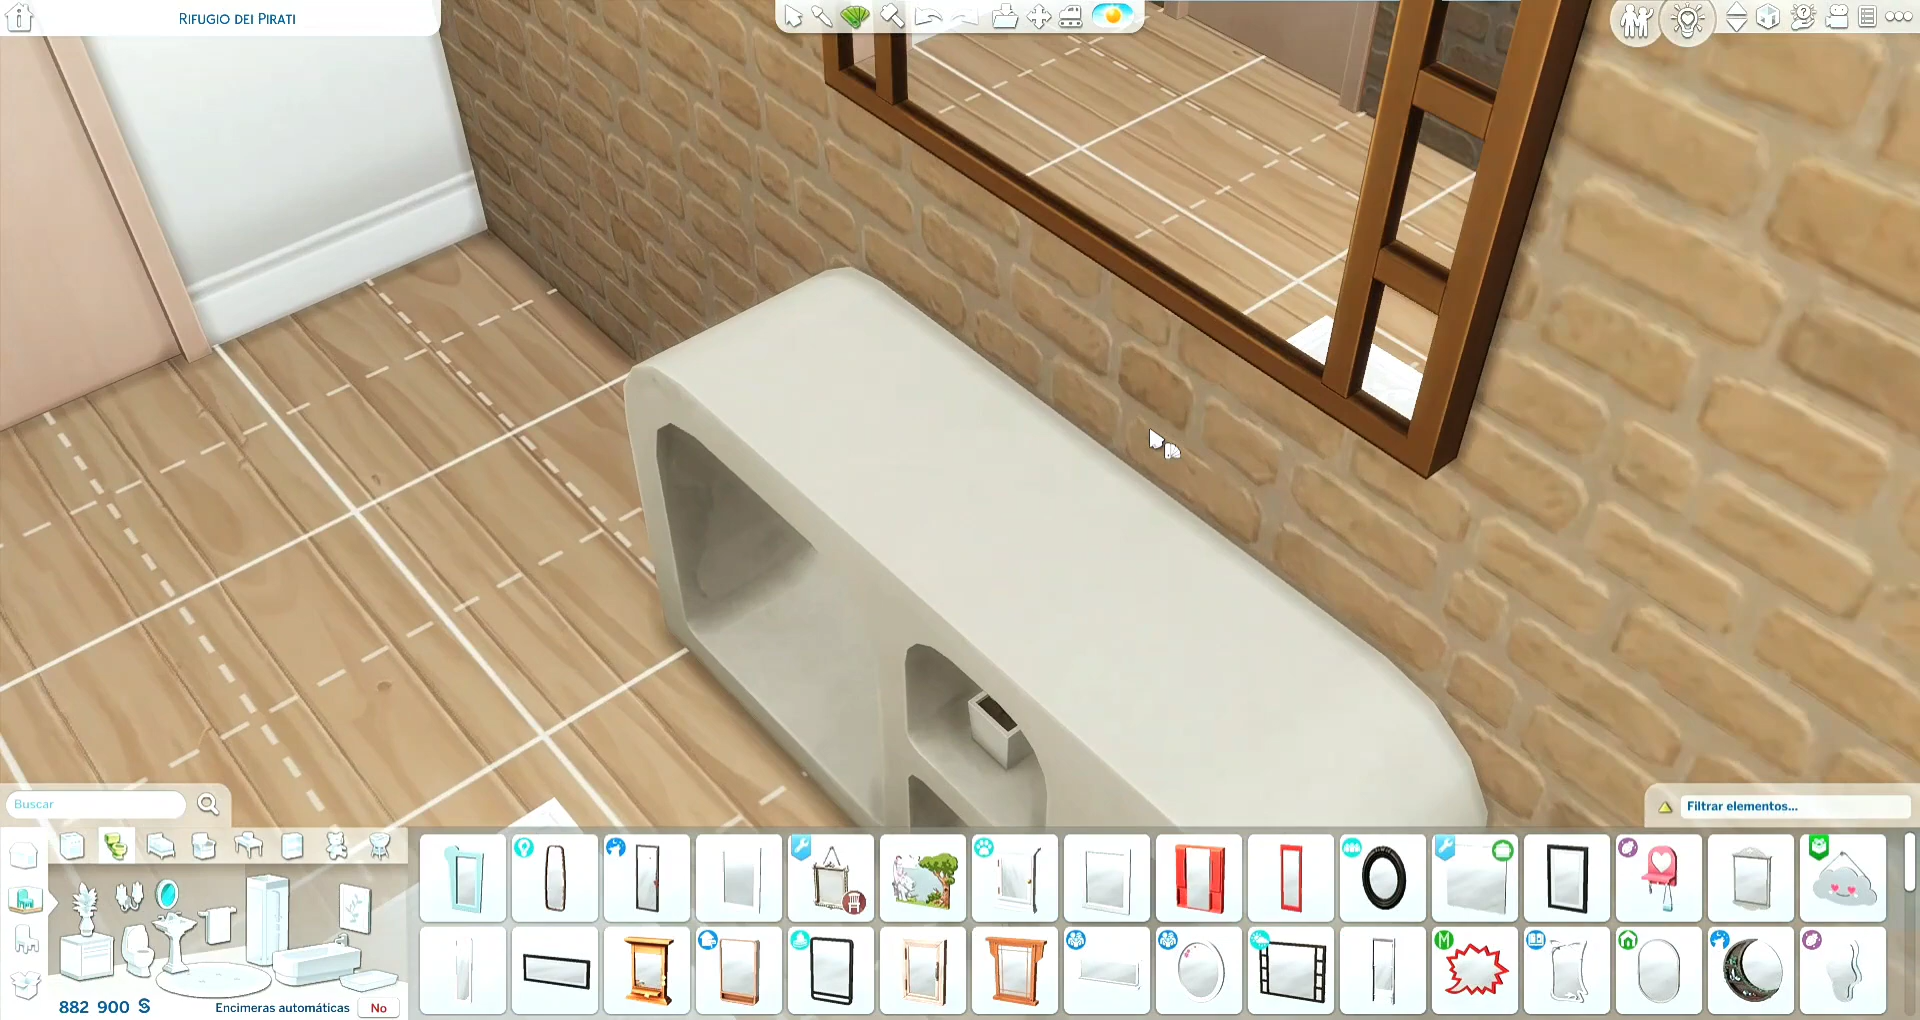 Rifugio dei Pirati
Buscar
Filtrar elementos...
882 900 §
Encimeras automáticas No
M